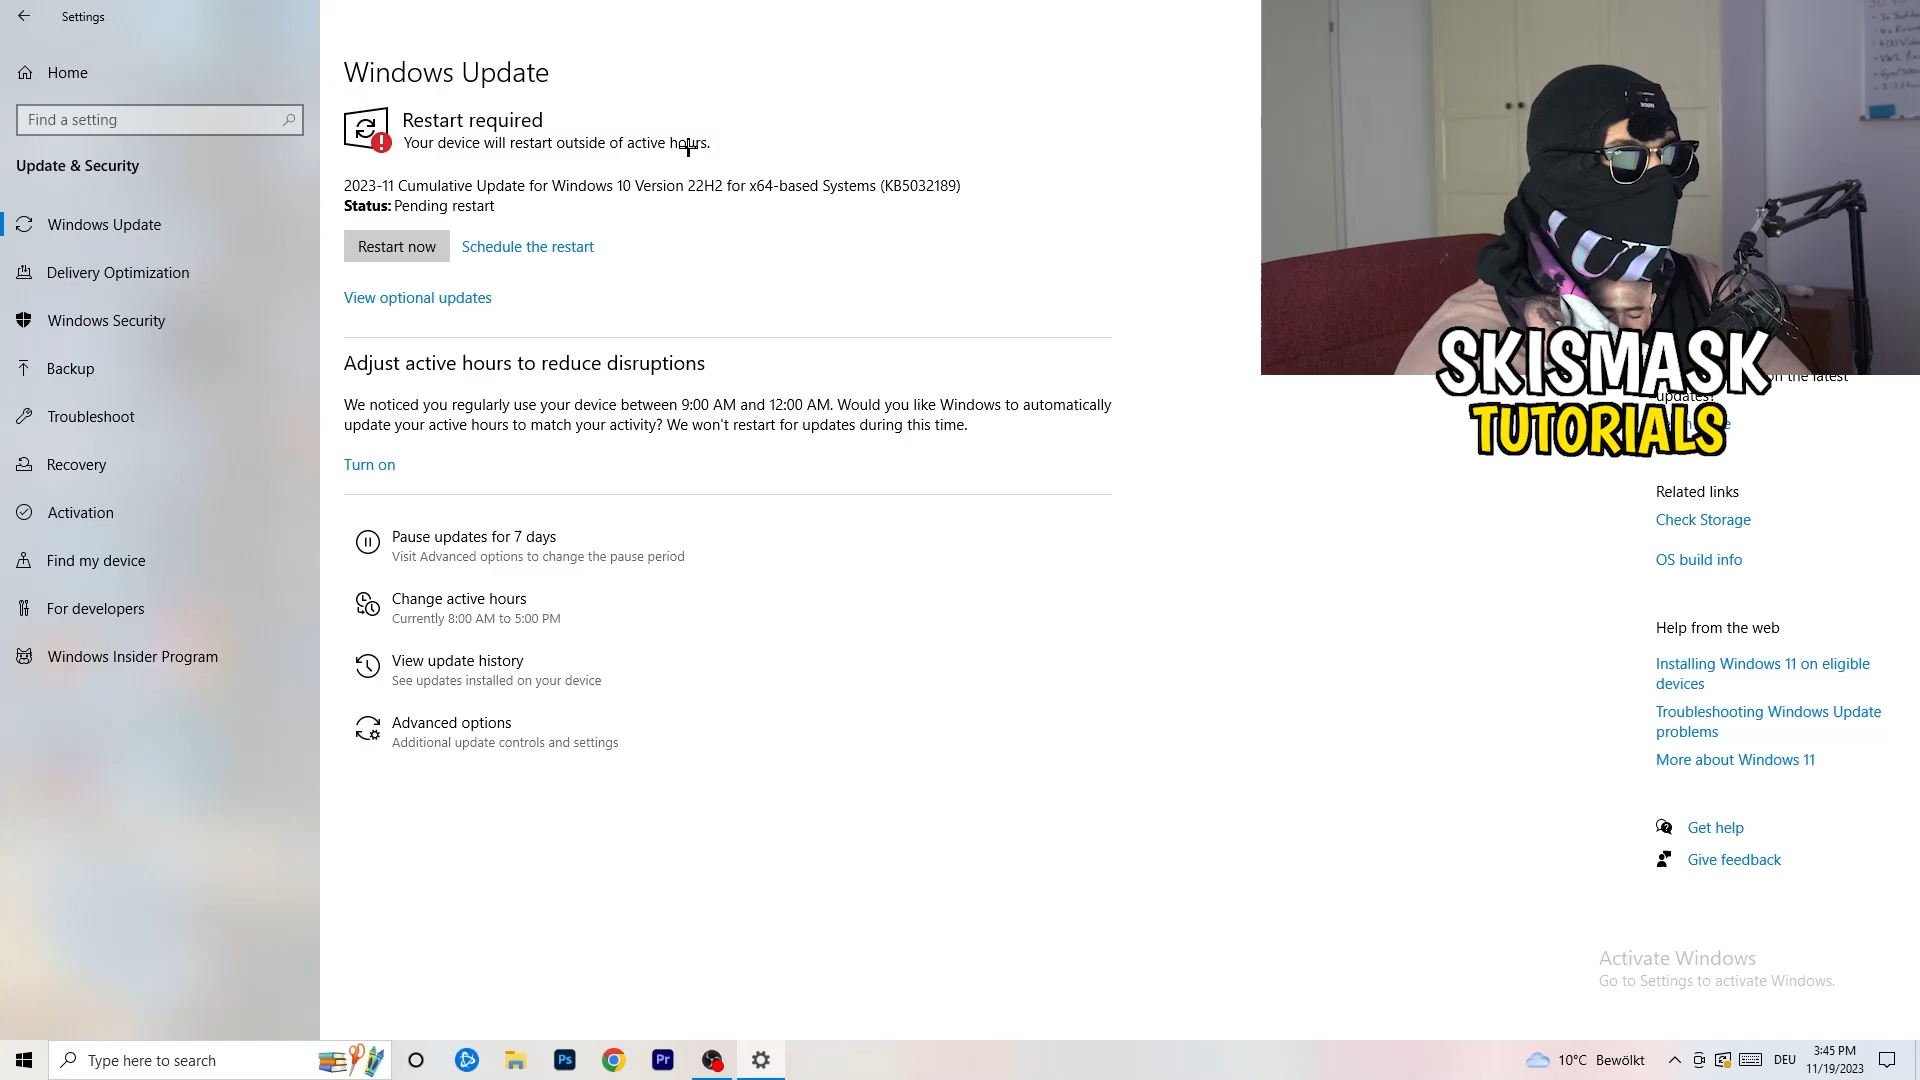 Settings
Home
Find a setting
Update & Security
Windows Update
Delivery Optimization
Windows Security
Backup
Troubleshoot
Recovery
Activation
Find my device
For developers
Windows Insider Program
Windows Update
Restart required
Your device will restart outside of active hours.
2023-11 Cumulative Update for Windows 10 Version 22H2 for x64-based Systems (KB5032189)
Status: Pending restart
Restart now
Schedule the restart
View optional updates
Adjust active hours to reduce disruptions
We noticed you regularly use your device between 9:00 AM and 12:00 AM. Would you like Windows to automatically
update your active hours to match your activity? We won't restart for updates during this time.
Turn on
Pause updates for 7 days
Visit Advanced options to change the pause period
Change active hours
Currently 8:00 AM to 5:00 PM
View update history
See updates installed on your device
Advanced options
Additional update controls and settings
SKISMASK
TUTORIALS
on the latest
updates?
Related links
Check Storage
OS build info
Help from the web
Installing Windows 11 on eligible
devices
Troubleshooting Windows Update
problems
More about Windows 11
Get help
Give feedback
Activate Windows
Go to Settings to activate Windows.
Type here to search
Ps
Pr
10°C Bewölkt
DEU
3:45 PM
11/19/2023